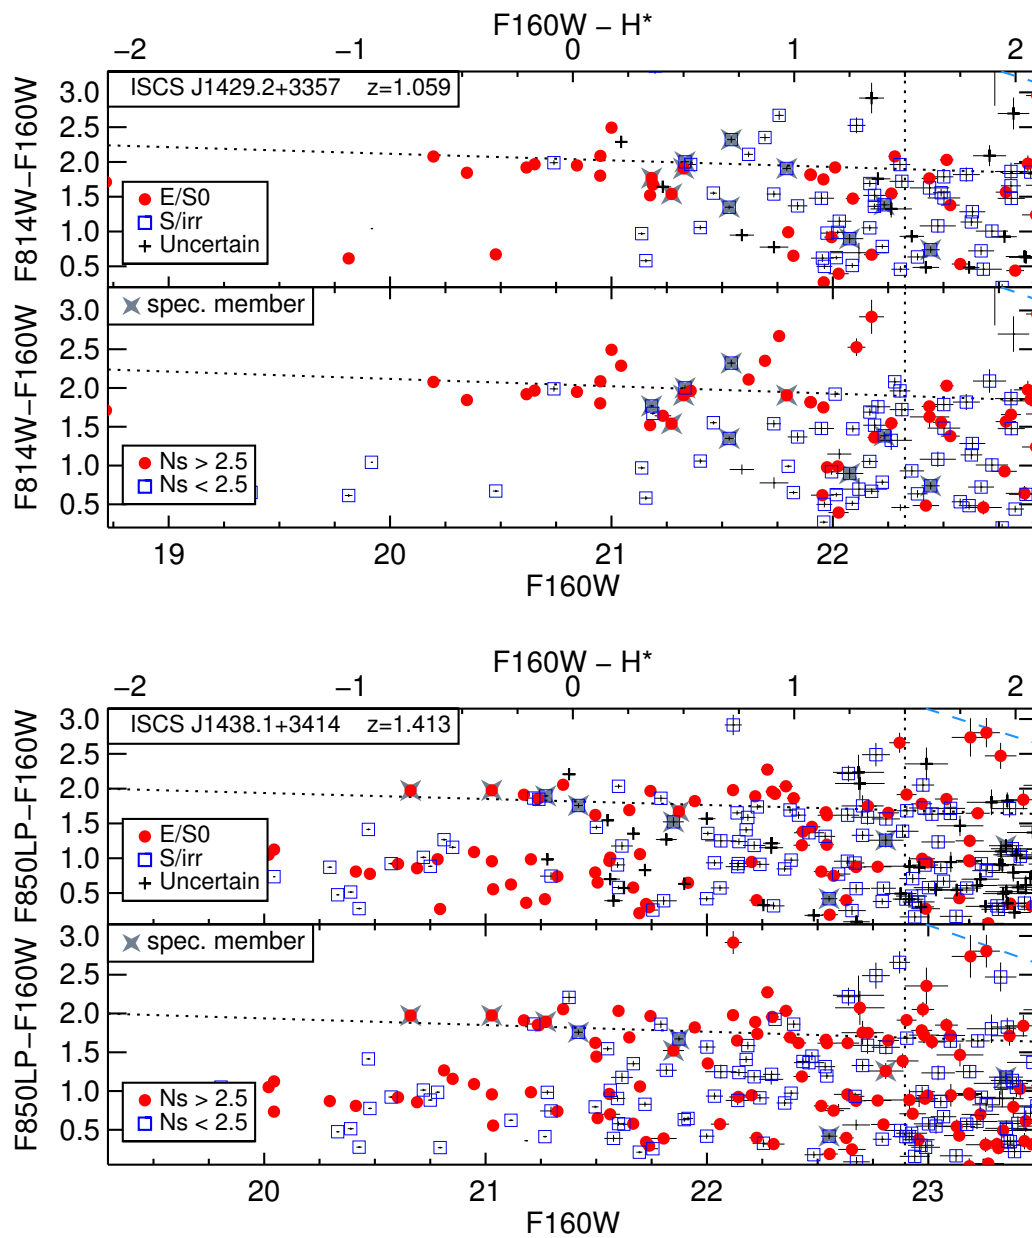 F160W − H*
−2 −1 0 1 2
ISCS J1429.2+3357 z=1.059
F814W−F160W
3.0
2.5
2.0
1.5
1.0
0.5
E/S0
S/irr
Uncertain
spec. member
F814W−F160W
3.0
2.5
2.0
1.5
1.0
0.5
Ns > 2.5
Ns < 2.5
19 20 21 22
F160W
F160W − H*
−2 −1 0 1 2
ISCS J1438.1+3414 z=1.413
F850LP−F160W
3.0
2.5
2.0
1.5
1.0
0.5
E/S0
S/irr
Uncertain
spec. member
F850LP−F160W
3.0
2.5
2.0
1.5
1.0
0.5
Ns > 2.5
Ns < 2.5
20 21 22 23
F160W